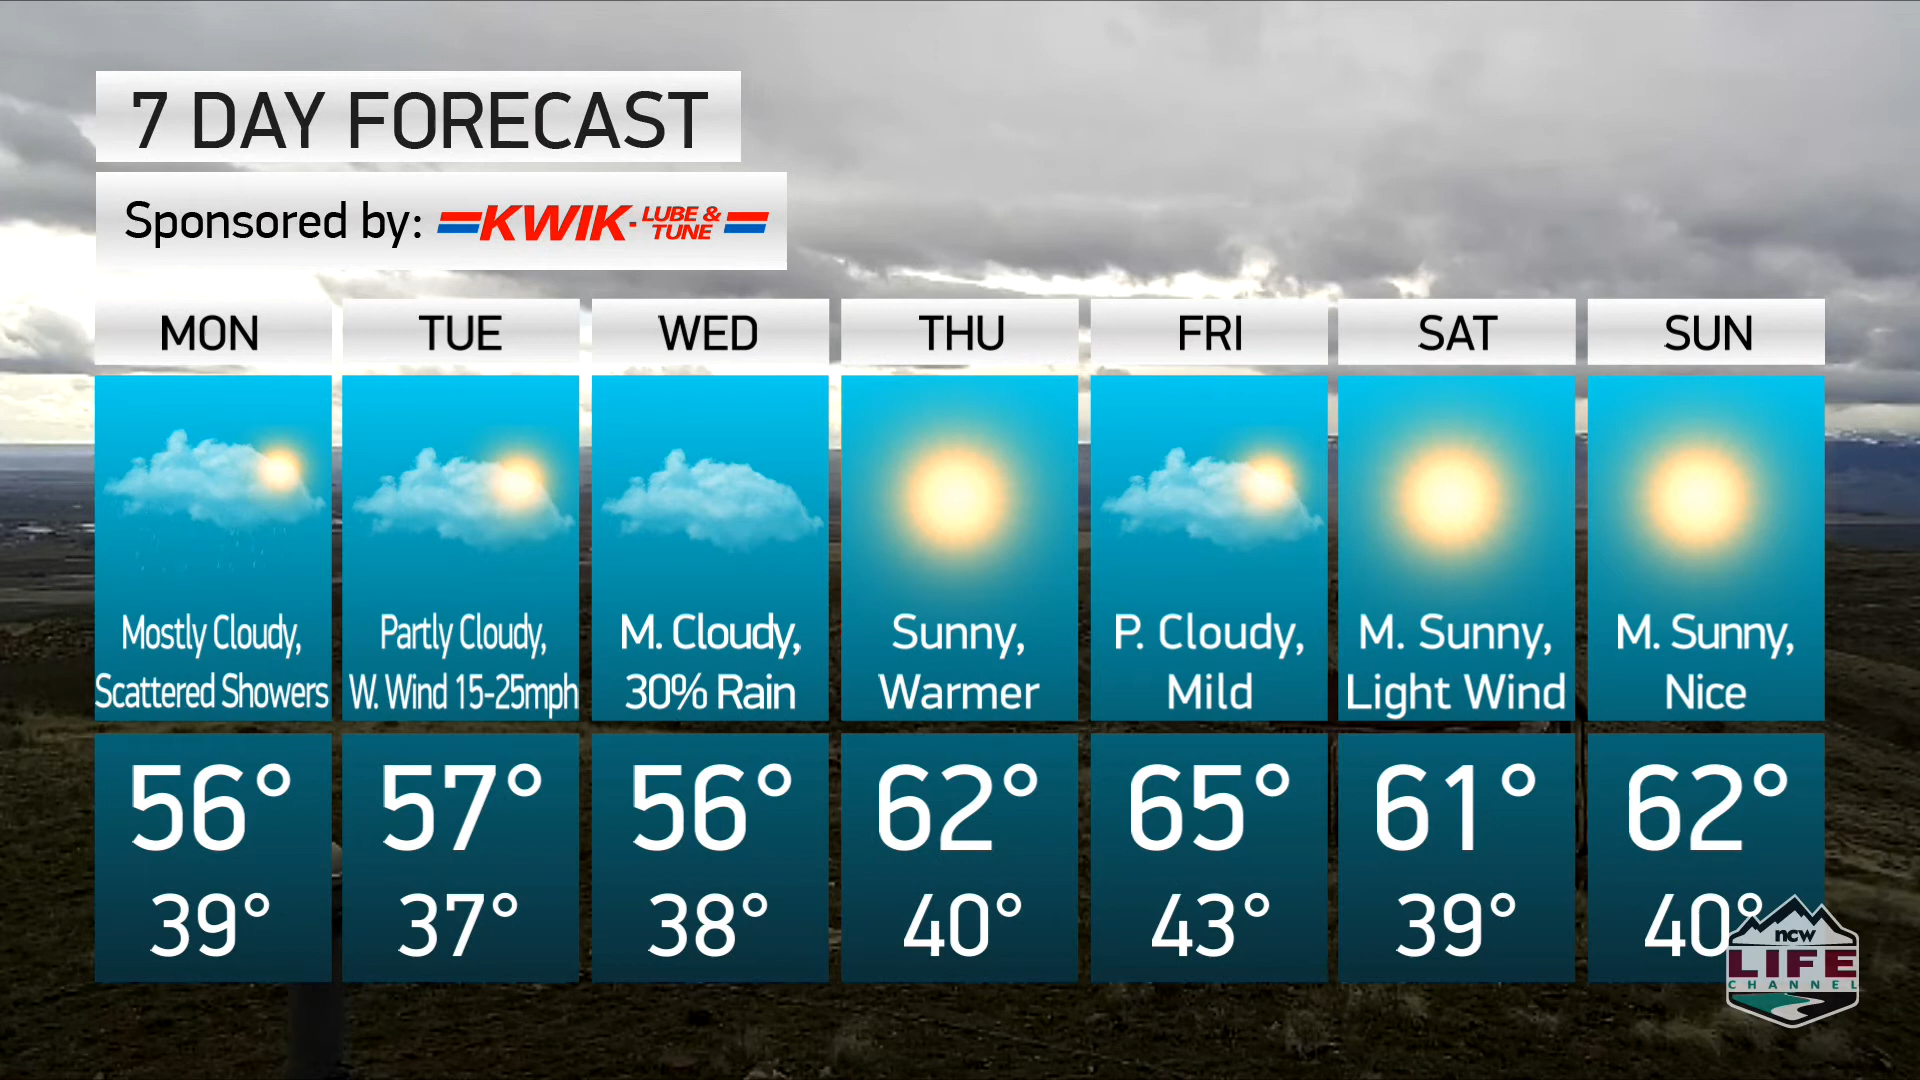 7 DAY FORECAST
Sponsored by: KWIK-LUBE & TUNE
MON TUE WED THU FRI SAT SUN
Mostly Cloudy,
Scattered Showers
Partly Cloudy,
W. Wind 15-25mph
M. Cloudy,
30% Rain
Sunny,
Warmer
P. Cloudy,
Mild
M. Sunny,
Light Wind
M. Sunny,
Nice
56° 57° 56° 62° 65° 61° 62°
39° 37° 38° 40° 43° 39° 40°
ncw
LIFE
CHANNEL